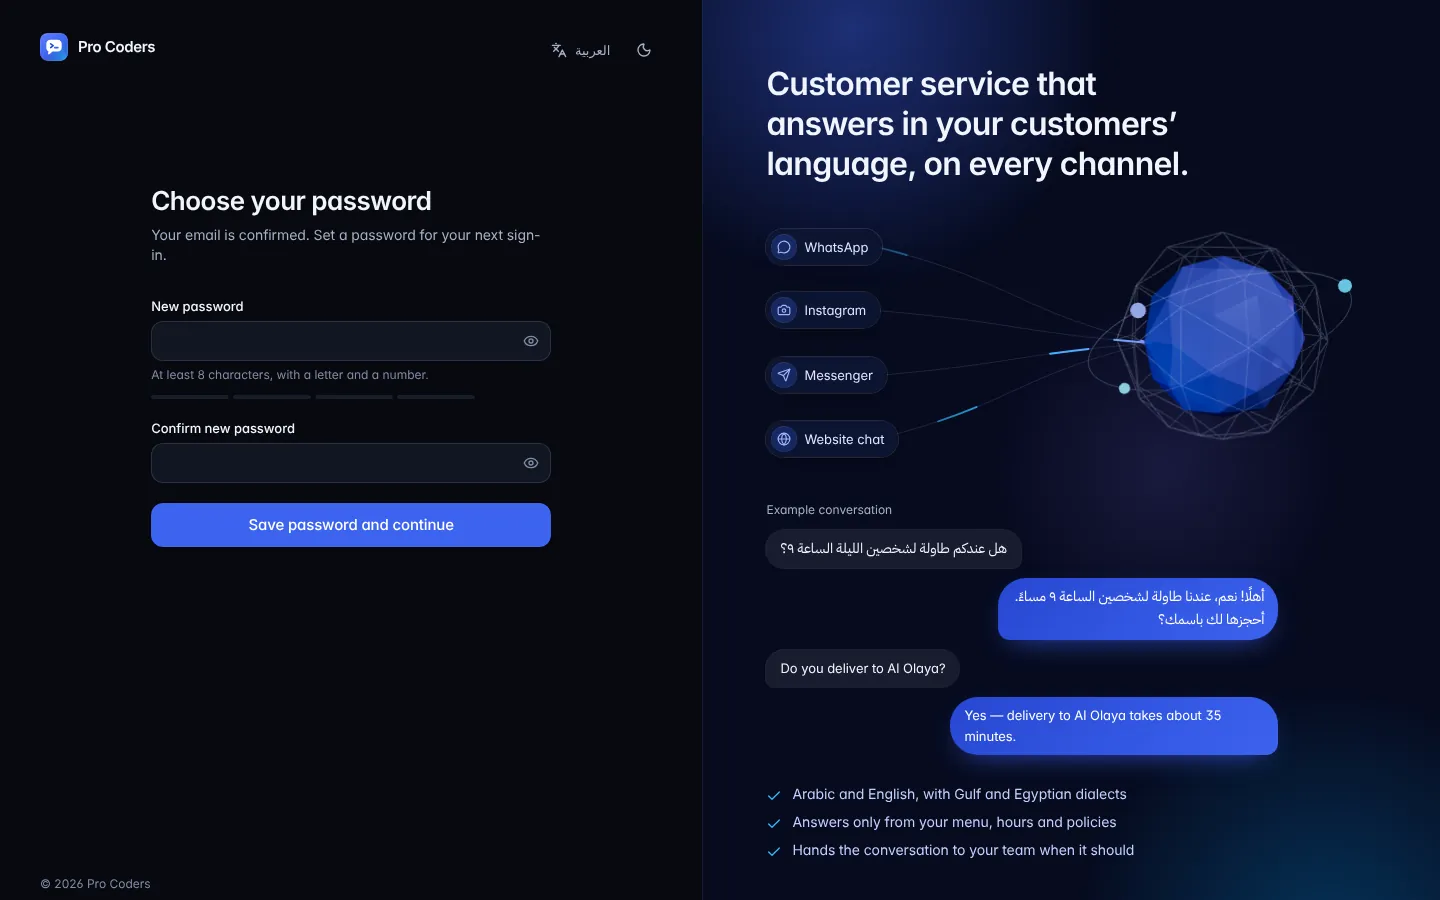 Pro Coders
العربية
Choose your password
Your email is confirmed. Set a password for your next sign-
in.
New password
At least 8 characters, with a letter and a number.
Confirm new password
Save password and continue
© 2026 Pro Coders
Customer service that
answers in your customers’
language, on every channel.
WhatsApp
Instagram
Messenger
Website chat
Example conversation
هل عندكم طاولة لشخصين الليلة الساعة ٩؟
أهلًا! نعم، عندنا طاولة لشخصين الساعة ٩ مساءً.
أحجزها لك باسمك؟
Do you deliver to Al Olaya?
Yes — delivery to Al Olaya takes about 35
minutes.
Arabic and English, with Gulf and Egyptian dialects
Answers only from your menu, hours and policies
Hands the conversation to your team when it should